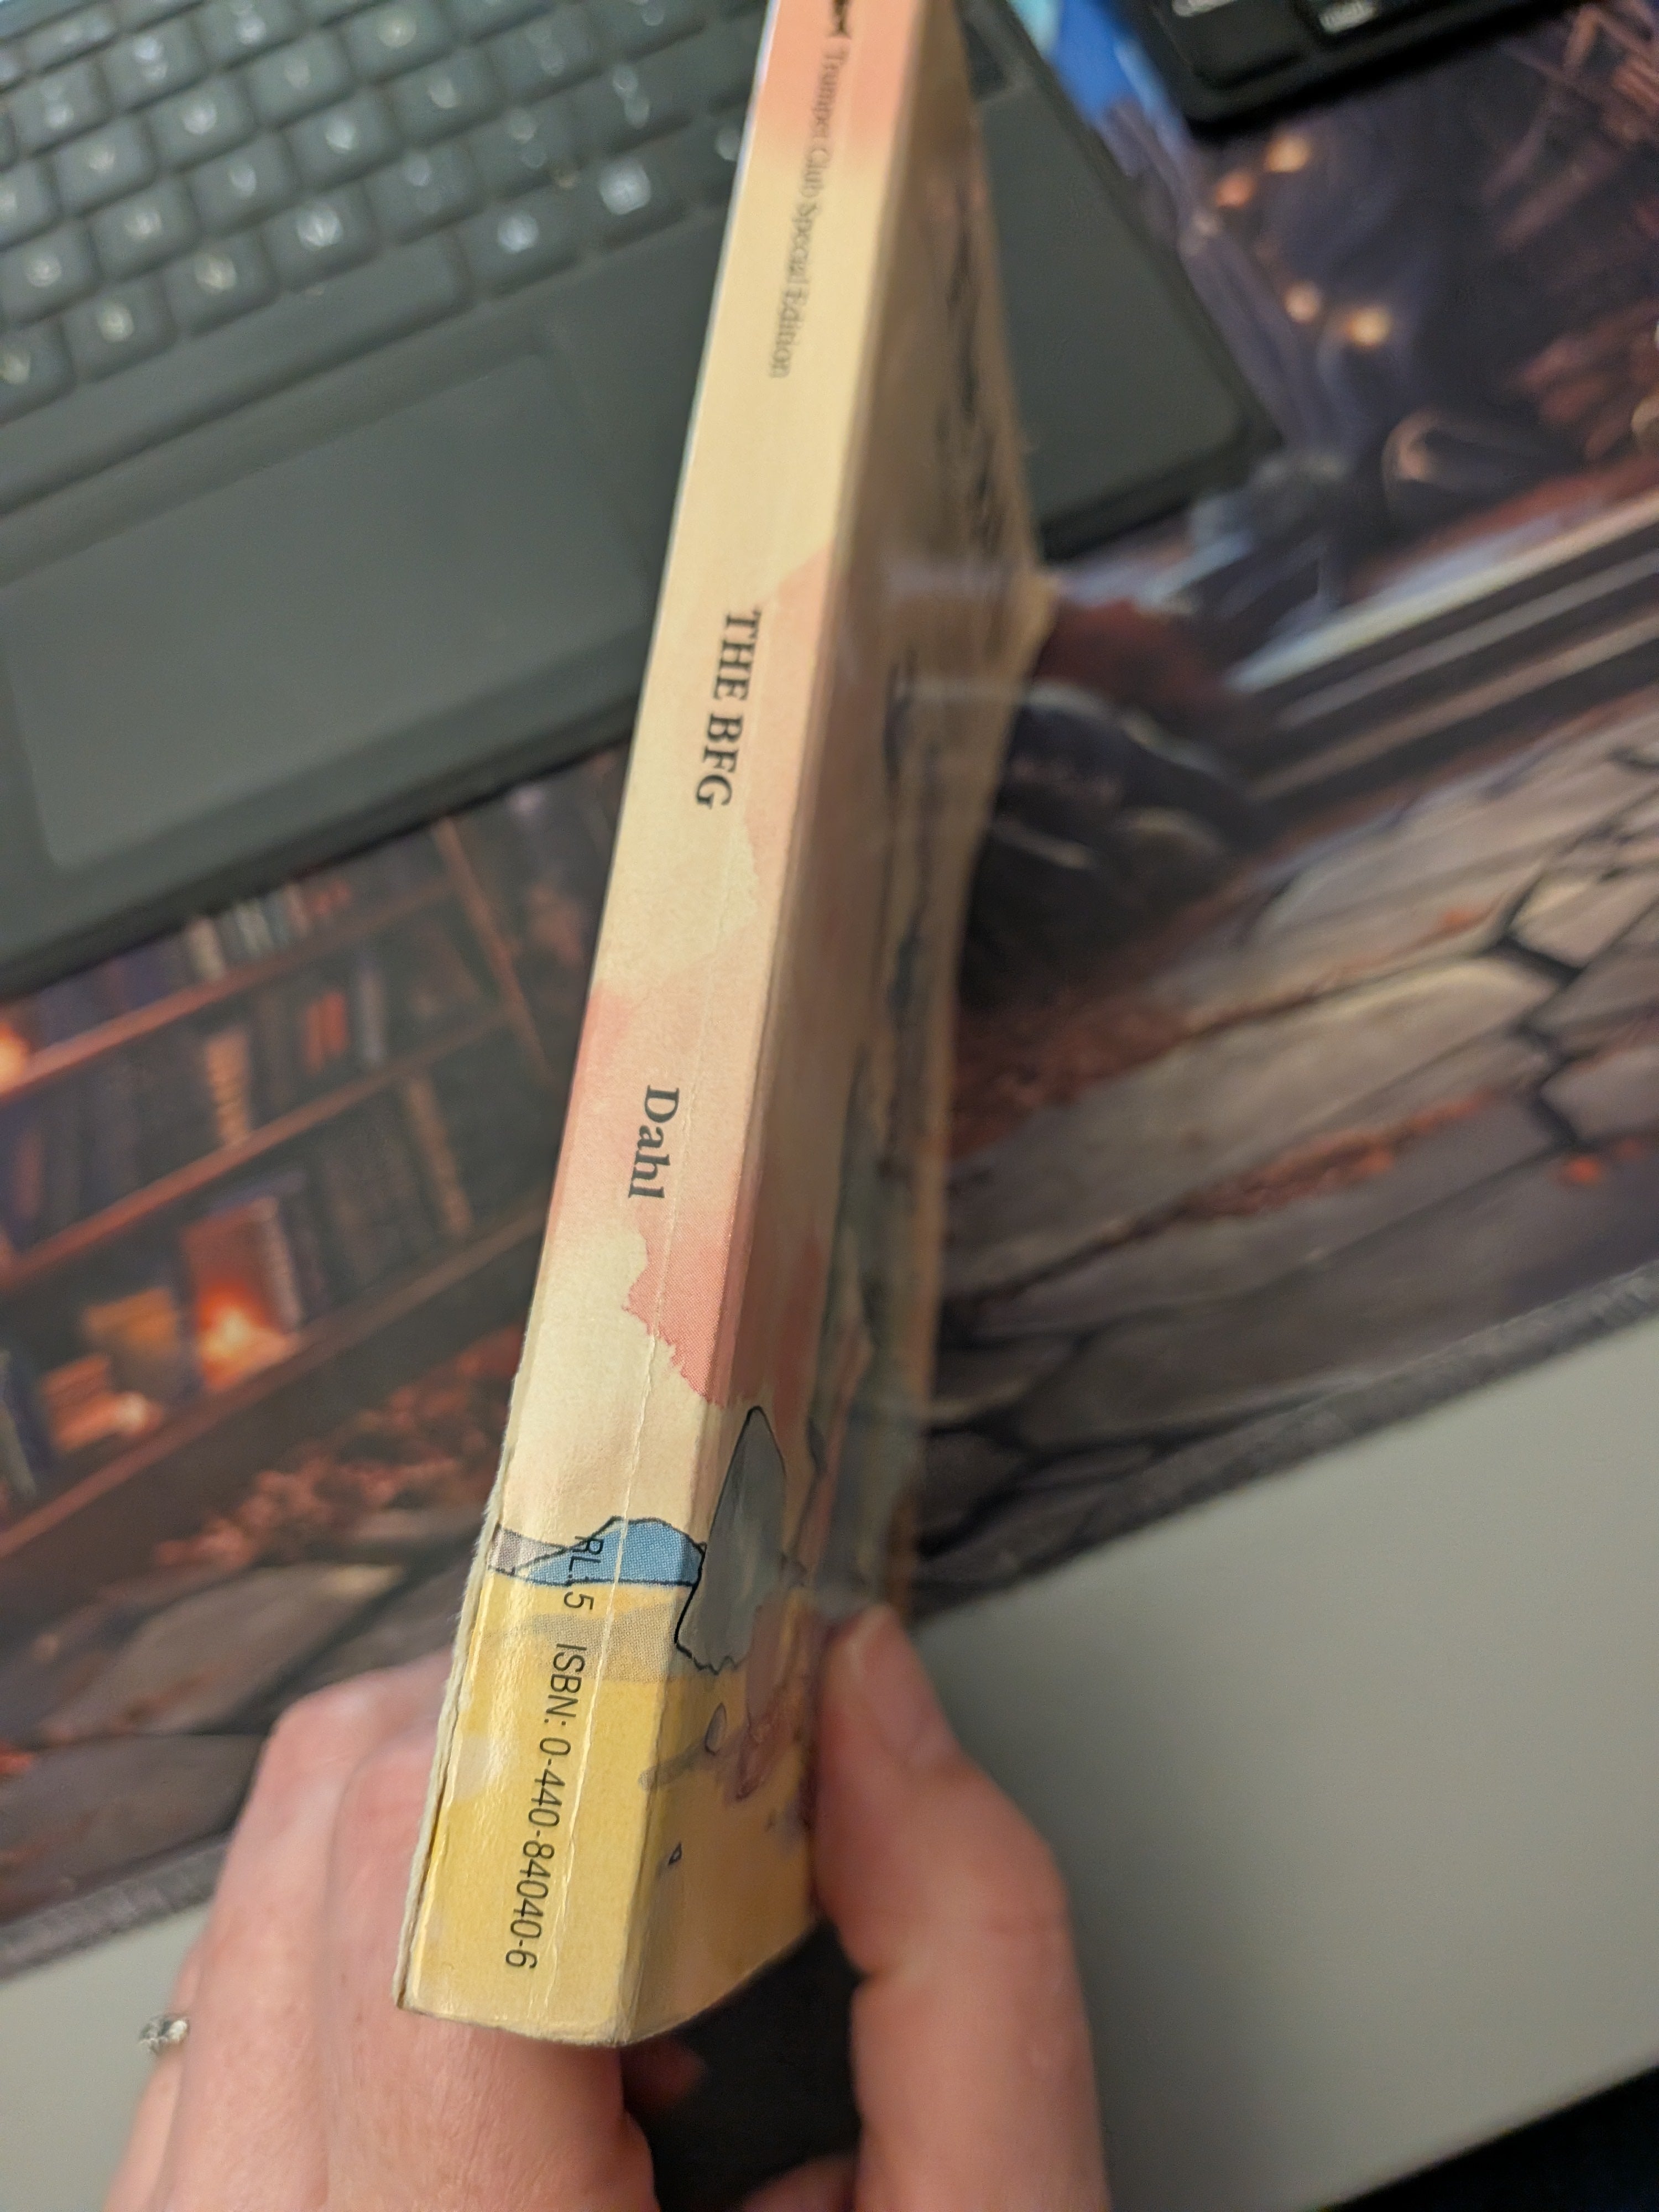 Trumpet Club Special Edition
THE BFG
Dahl
RL:5 ISBN: 0-440-84040-6